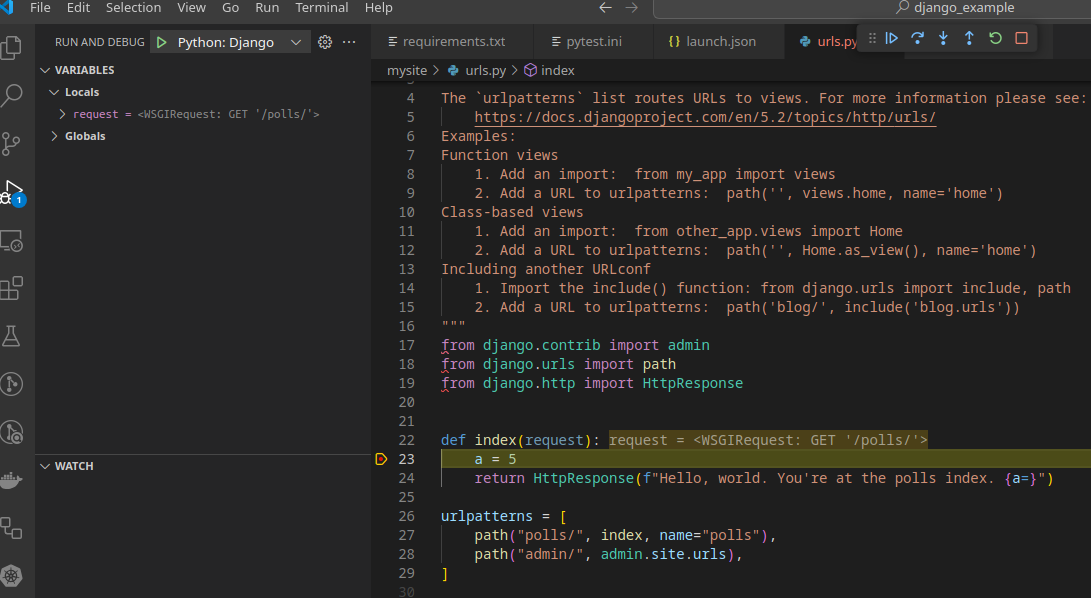 File Edit Selection View Go Run Terminal Help
django_example
RUN AND DEBUG Python: Django
requirements.txt pytest.ini {} launch.json urls.py
mysite > urls.py > index
VARIABLES
Locals
request = <WSGIRequest: GET '/polls/'>
Globals
WATCH
1
4 The `urlpatterns` list routes URLs to views. For more information please see:
5 https://docs.djangoproject.com/en/5.2/topics/http/urls/
6 Examples:
7 Function views
8 1. Add an import:  from my_app import views
9 2. Add a URL to urlpatterns:  path('', views.home, name='home')
10 Class-based views
11 1. Add an import:  from other_app.views import Home
12 2. Add a URL to urlpatterns:  path('', Home.as_view(), name='home')
13 Including another URLconf
14 1. Import the include() function: from django.urls import include, path
15 2. Add a URL to urlpatterns:  path('blog/', include('blog.urls'))
16 """
17 from django.contrib import admin
18 from django.urls import path
19 from django.http import HttpResponse
20
21
22 def index(request): request = <WSGIRequest: GET '/polls/'>
23 a = 5
24 return HttpResponse(f"Hello, world. You're at the polls index. {a=}")
25
26 urlpatterns = [
27 path("polls/", index, name="polls"),
28 path("admin/", admin.site.urls),
29 ]
30